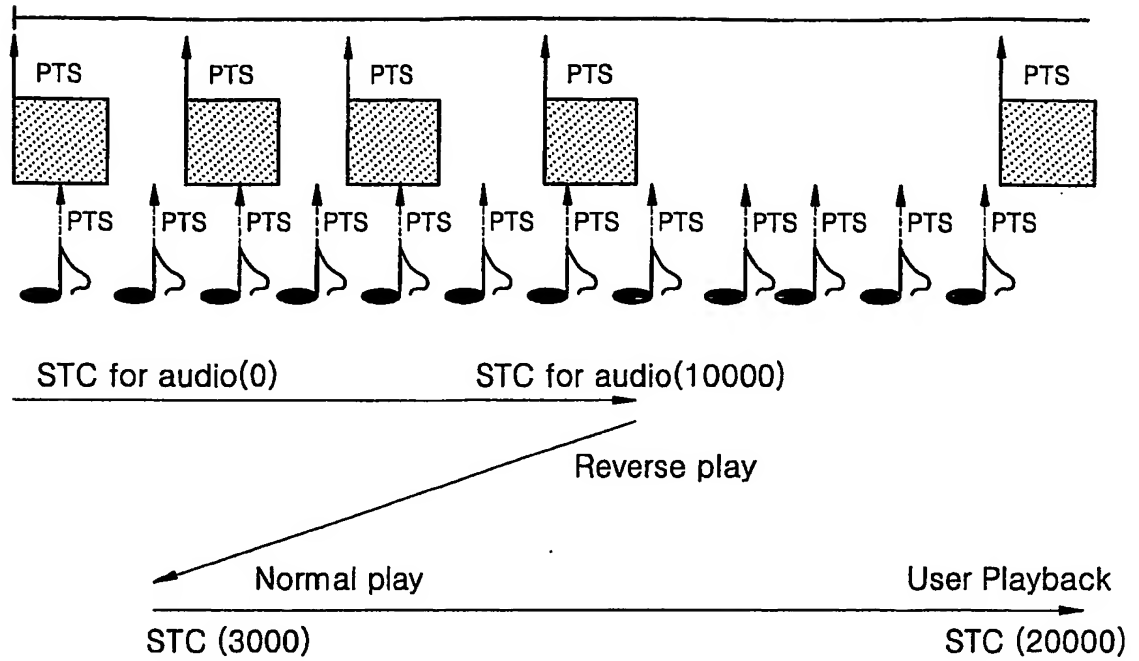 PTS PTS PTS PTS PTS
PTS PTS PTS PTS PTS PTS PTS PTS PTS PTS PTS PTS
STC for audio(0) STC for audio(10000)
Reverse play
Normal play User Playback
STC (3000) STC (20000)